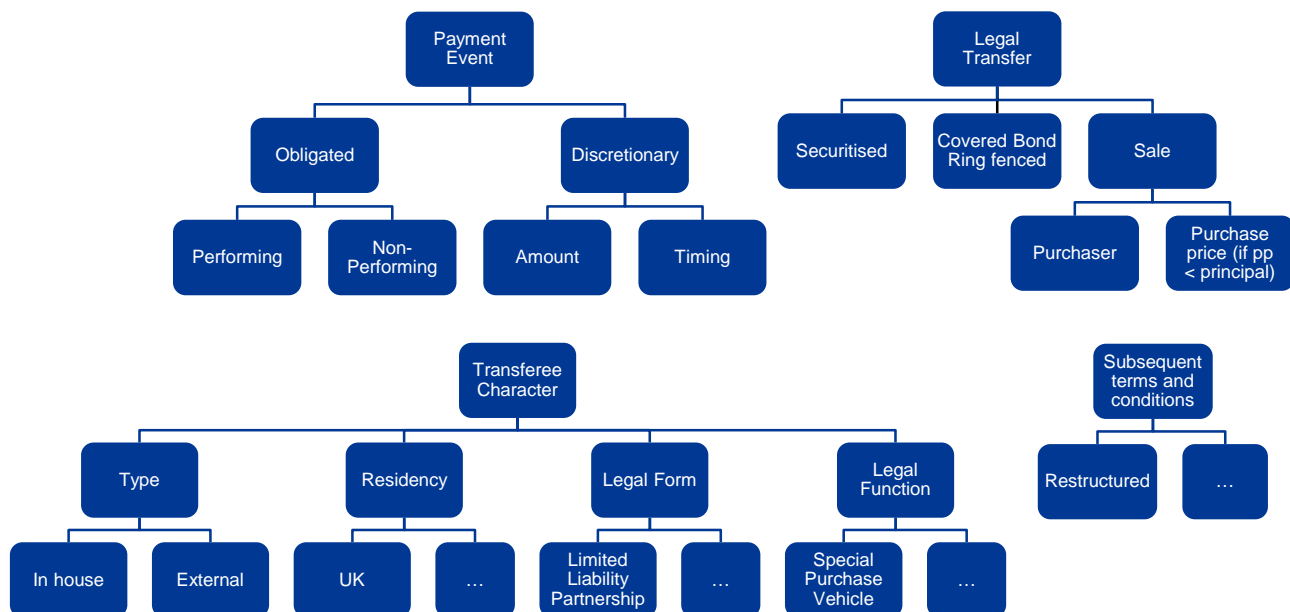 Payment
Event
Legal
Transfer
Obligated
Discretionary
Securitised
Covered Bond
Ring fenced
Sale
Performing
Non-
Performing
Amount
Timing
Purchaser
Purchase
price (if pp
< principal)
Transferee
Character
Subsequent
terms and
conditions
Type
Residency
Legal Form
Legal
Function
Restructured
…
In house
External
UK
…
Limited
Liability
Partnership
…
Special
Purchase
Vehicle
…